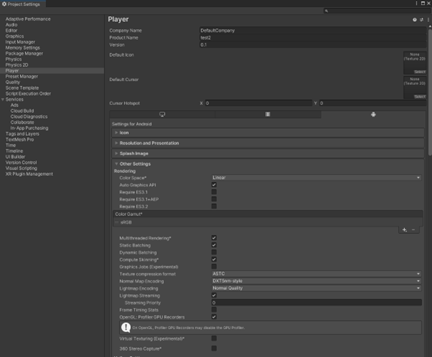 Project Settings
Adaptive Performance
Audio
Editor
Graphics
Input Manager
Memory Settings
Package Manager
Physics
Physics 2D
Player
Preset Manager
Quality
Scene Template
Script Execution Order
Services
Ads
Cloud Build
Cloud Diagnostics
Collaborate
In-App Purchasing
Tags and Layers
TextMesh Pro
Time
Timeline
UI Builder
Version Control
Visual Scripting
XR Plugin Management
Player
Company Name DefaultCompany
Product Name test2
Version 0.1
Default Icon
None
(Texture 2D)
Select
Default Cursor
None
(Texture 2D)
Select
Cursor Hotspot X 0 Y 0
Settings for Android
Icon
Resolution and Presentation
Splash Image
Other Settings
Rendering
Color Space* Linear
Auto Graphics API
Require ES3.1
Require ES3.1+AEP
Require ES3.2
Color Gamut*
sRGB
Multithreaded Rendering*
Static Batching
Dynamic Batching
Compute Skinning*
Graphics Jobs (Experimental)
Texture compression format ASTC
Normal Map Encoding DXT5nm-style
Lightmap Encoding Normal Quality
Lightmap Streaming
Streaming Priority 0
Frame Timing Stats
OpenGL: Profiler GPU Recorders
On OpenGL, Profiler GPU Recorders may disable the GPU Profiler.
Virtual Texturing (Experimental)*
360 Stereo Capture*